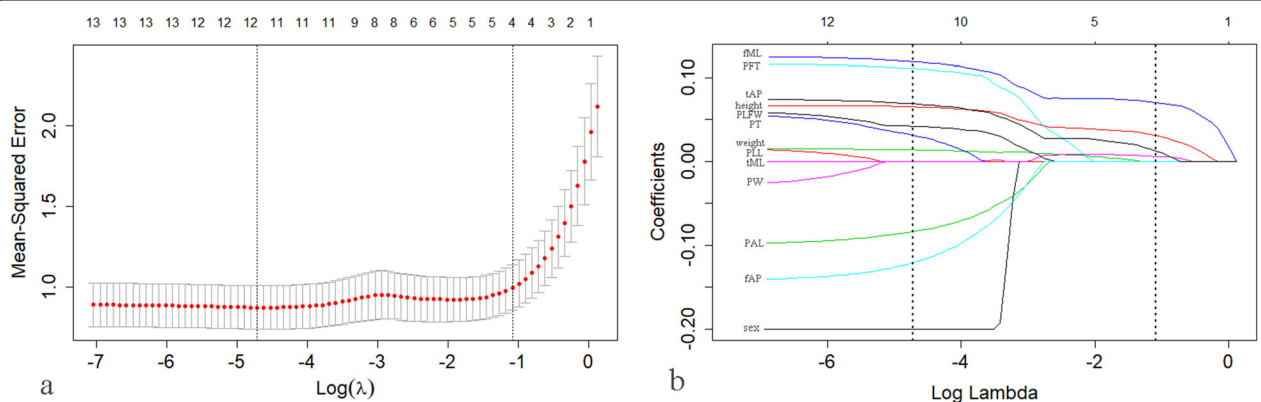 13 13 13 13 12 12 12 11 11 9 8 8 6 6 5 5 5 4 4 3 2 1
Mean-Squared Error
2.0
1.5
1.0
-7 -6 -5 -4 -3 -2 -1 0
Log(λ)
a
12 10 5 1
Coefficients
0.10
0.00
-0.10
-0.20
fML
PFT
tAP
height
PLFW
PT
weight
PLL
tML
PW
PAL
fAP
sex
-6 -4 -2 0
Log Lambda
b